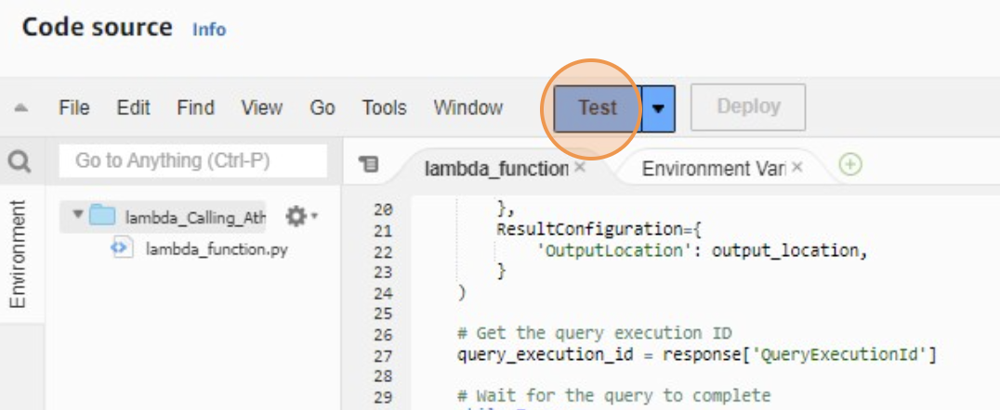 Code source Info
File Edit Find View Go Tools Window Test Deploy
Go to Anything (Ctrl-P)
lambda_function Environment Vari
Environment
lambda_Calling_Ath
lambda_function.py
20 },
21 ResultConfiguration={
22 'OutputLocation': output_location,
23 }
24 )
25
26 # Get the query execution ID
27 query_execution_id = response['QueryExecutionId']
28
29 # Wait for the query to complete